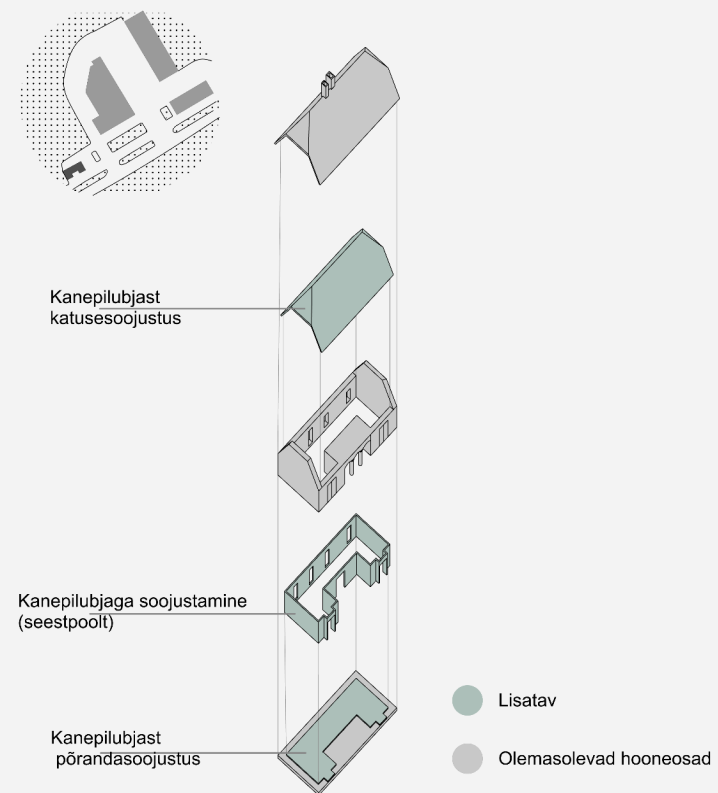 Kanepilubjast
katusesoojustus
Kanepilubjaga soojustamine
(seestpoolt)
Kanepilubjast
põrandasoojustus
Lisatav
Olemasolevad hooneosad